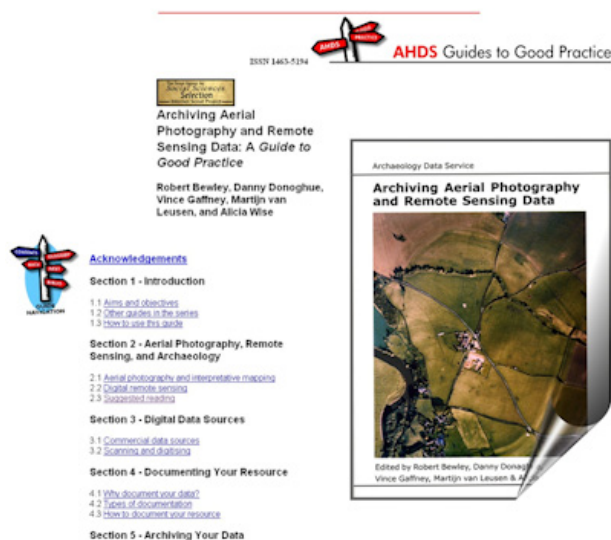 AHDS
GOOD
PRACTICE
AHDS Guides to Good Practice
ISSN 1463-5194
Social Sciences
Selection
Archiving Aerial
Photography and Remote
Sensing Data: A Guide to
Good Practice
Robert Bewley, Danny Donoghue,
Vince Gaffney, Martijn van
Leusen, and Alicia Wise
Archaeology Data Service
Archiving Aerial Photography
and Remote Sensing Data
Acknowledgements
Section 1 - Introduction
1.1 Aims and objectives
1.2 Other guides in the series
1.3 How to use this guide
NAVIGATION
Section 2 - Aerial Photography, Remote
Sensing, and Archaeology
2.1 Aerial photography and interpretative mapping
2.2 Digital remote sensing
2.3 Suggested reading
Section 3 - Digital Data Sources
3.1 Commercial data sources
3.2 Scanning and digitising
Section 4 - Documenting Your
Resource
4.1 Why document your data?
4.2 Types of documentation
4.3 How to document your resource
Section 5 - Archiving Your Data
Edited by Robert Bewley, Danny
Vince Gaffney, Martijn van Leusen &